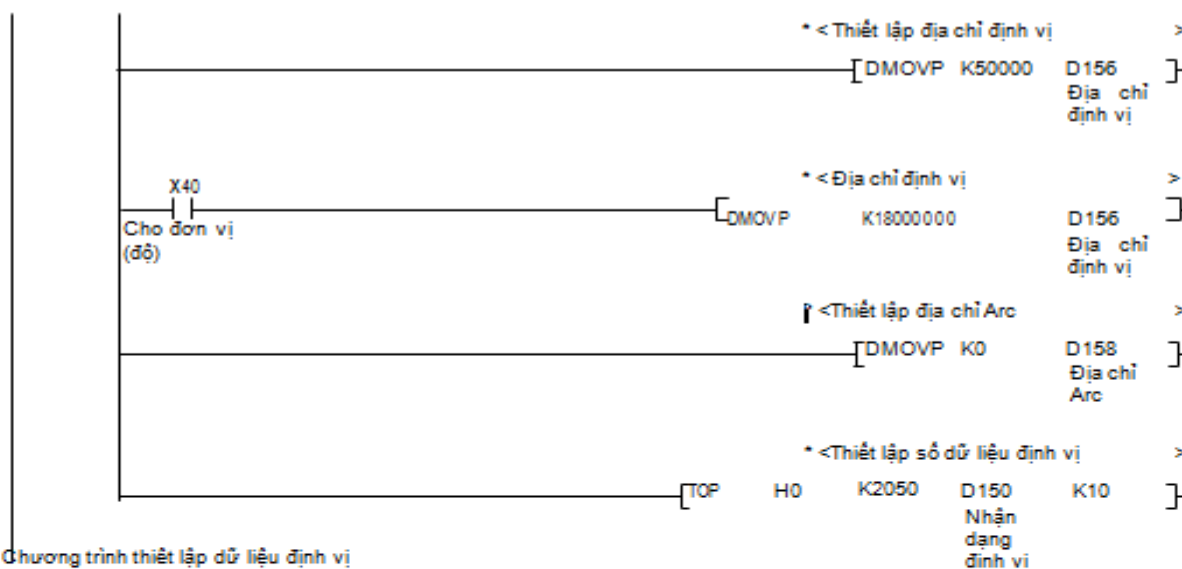 * < Thiết lập địa chỉ định vị >
DMOVP K50000 D156
Địa chỉ
định vị
* < Địa chỉ định vị >
X40
DMOVP K18000000 D156
Cho đơn vị
(độ)
Địa chỉ
định vị
* <Thiết lập địa chỉ Arc >
DMOVP K0 D158
Địa chỉ
Arc
* <Thiết lập số dữ liệu định vị >
TOP H0 K2050 D150 K10
Nhận
dạng
định vị
Chương trình thiết lập dữ liệu định vị